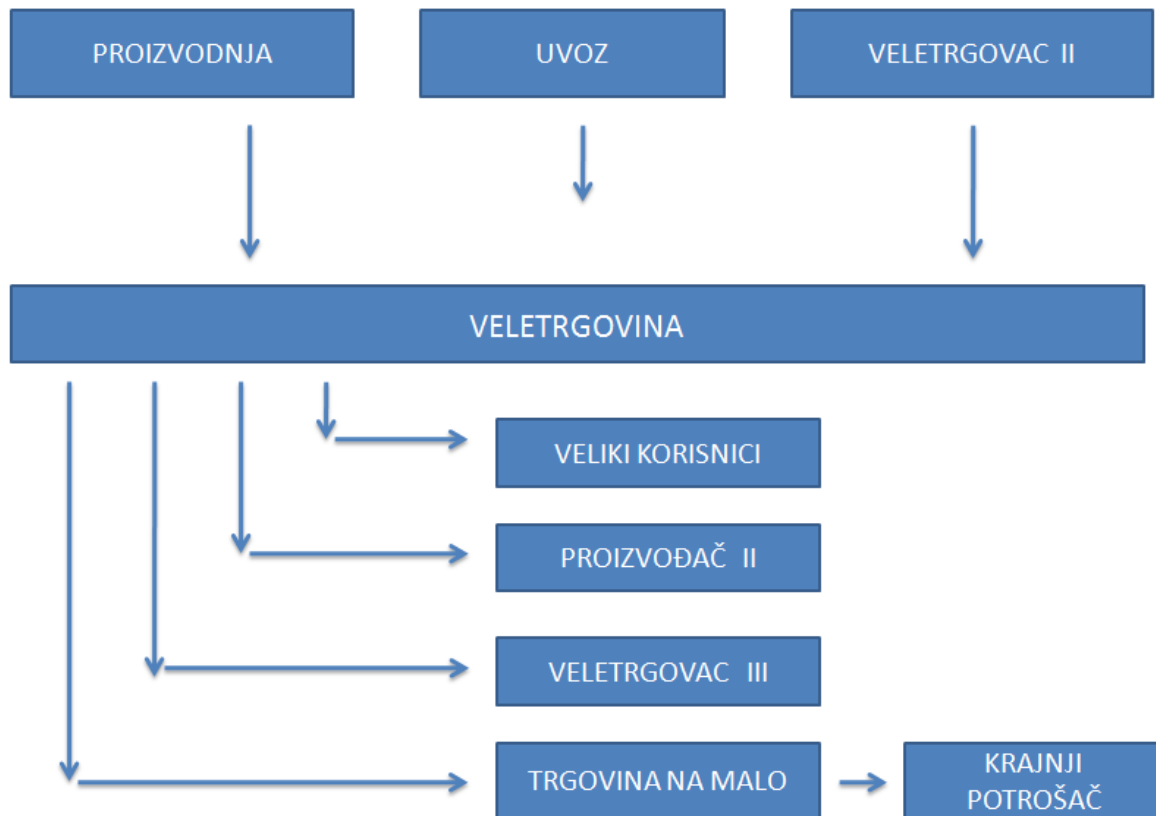 PROIZVODNJA
UVOZ
VELETRGOVAC II
VELETRGOVINA
VELIKI KORISNICI
PROIZVOĐAČ II
VELETRGOVAC III
TRGOVINA NA MALO
KRAJNJI
POTROŠAČ